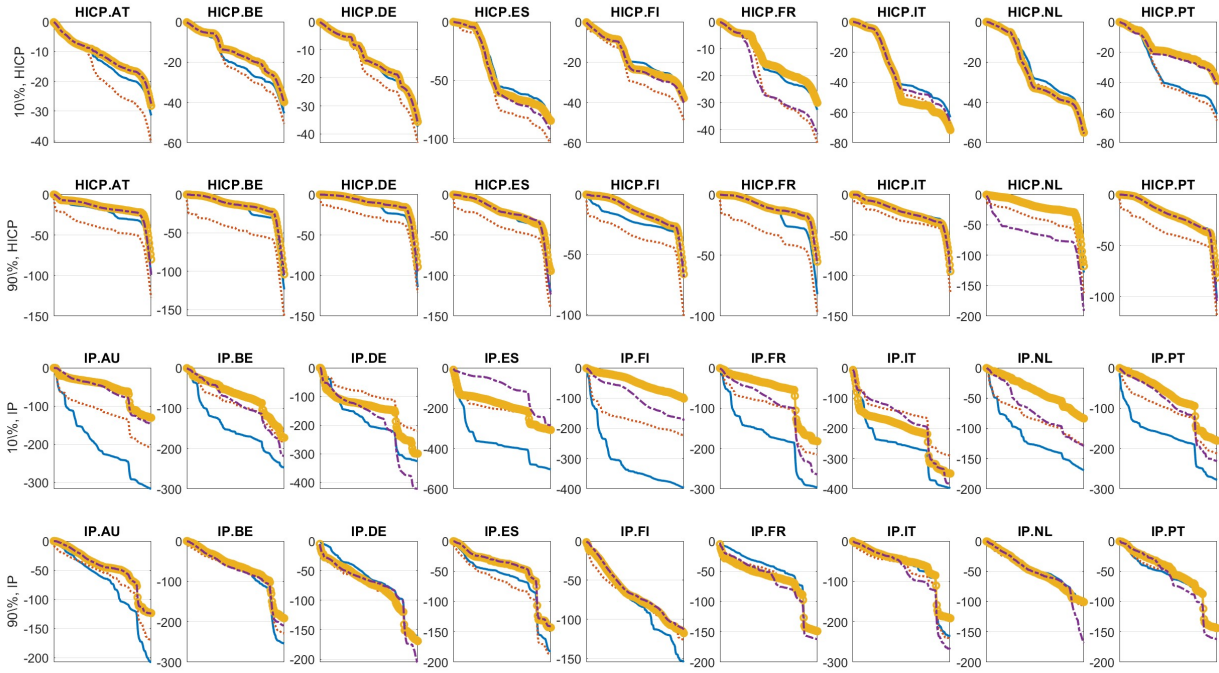 HICP.AT HICP.BE HICP.DE HICP.ES HICP.FI HICP.FR HICP.IT HICP.NL HICP.PT
10\%, HICP
0 -10 -20 -30 -40
0 -20 -40 -60
0 -10 -20 -30 -40
0 -50 -100
0 -20 -40 -60 -80
0 -10 -20 -30 -40
0 -20 -40 -60 -80
0 -20 -40 -60 -80
0 -20 -40 -60 -80
HICP.AT HICP.BE HICP.DE HICP.ES HICP.FI HICP.FR HICP.IT HICP.NL HICP.PT
90\%, HICP
0 -50 -100 -150
0 -50 -100 -150
0 -50 -100 -150
0 -50 -100 -150
0 -50 -100
0 -50 -100
0 -50 -100 -150
0 -50 -100 -150 -200
0 -50 -100
IP.AU IP.BE IP.DE IP.ES IP.FI IP.FR IP.IT IP.NL IP.PT
10\%, IP
0 -100 -200 -300
0 -100 -200 -300
0 -100 -200 -300 -400
0 -200 -400 -600
0 -100 -200 -300 -400
0 -100 -200 -300
0 -100 -200 -300 -400
0 -50 -100 -150 -200
0 -100 -200 -300
IP.AU IP.BE IP.DE IP.ES IP.FI IP.FR IP.IT IP.NL IP.PT
90\%, IP
0 -50 -100 -150 -200
0 -100 -200 -300
0 -50 -100 -150 -200
0 -50 -100 -150 -200
0 -50 -100 -150
0 -50 -100 -150 -200
0 -100 -200 -300
0 -50 -100 -150 -200
0 -50 -100 -150 -200